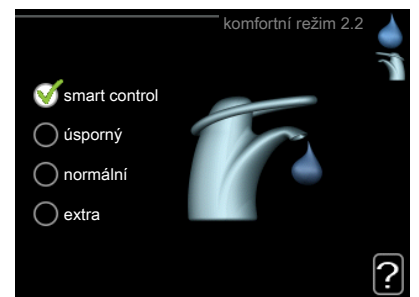 komfortní režim 2.2
smart control
úsporný
normální
extra
?